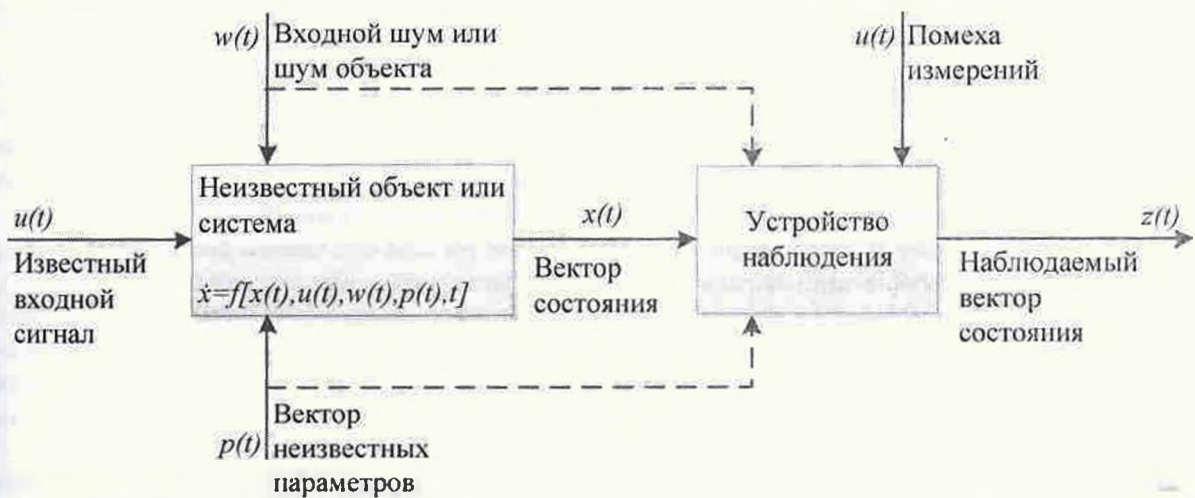 w(t) Входной шум или
шум объекта
u(t) Помеха
измерений
Неизвестный объект или
система
ẋ=f[x(t),u(t),w(t),p(t),t]
u(t)
Известный
входной
сигнал
x(t)
Вектор
состояния
Устройство
наблюдения
z(t)
Наблюдаемый
вектор
состояния
p(t)
Вектор
неизвестных
параметров